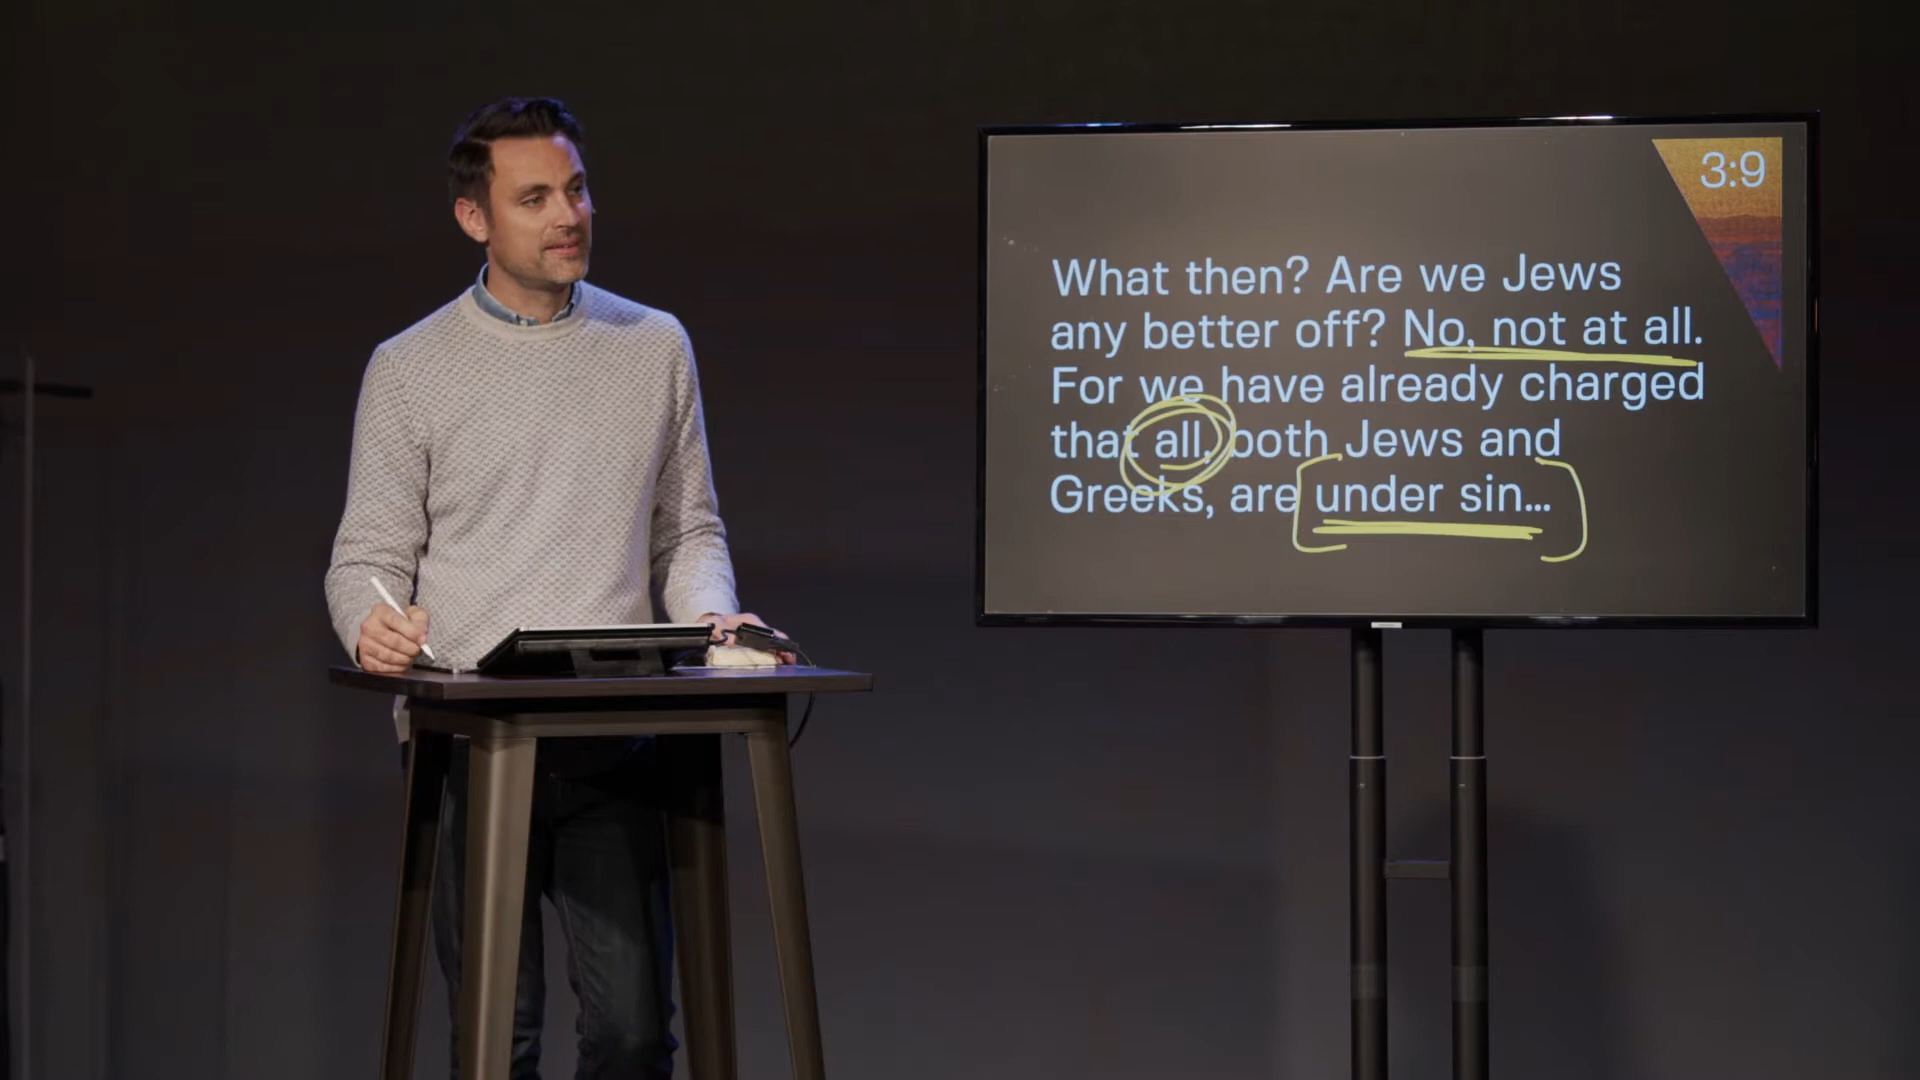 3:9
What then? Are we Jews
any better off? No, not at all.
For we have already charged
that all, both Jews and
Greeks, are under sin...